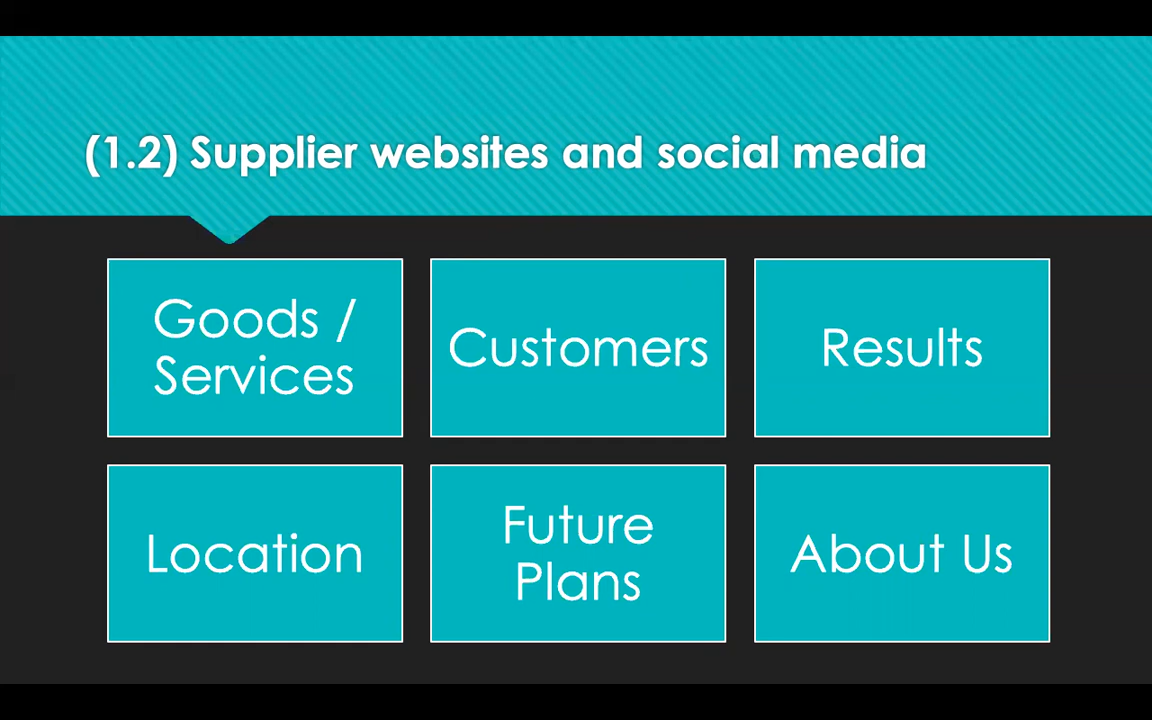 (1.2) Supplier websites and social media
Goods /
Services
Customers
Results
Location
Future
Plans
About Us